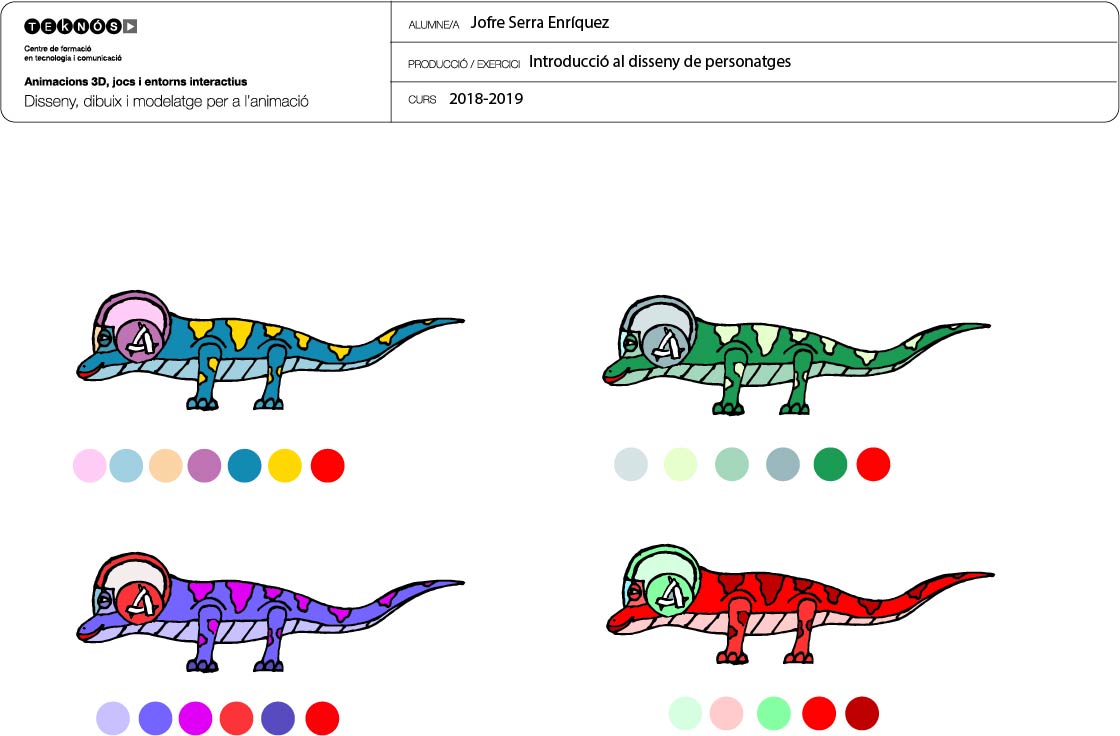 TEKNÓS
Centre de formació
en tecnologia i comunicació
Animacions 3D, jocs i entorns interactius
Disseny, dibuix i modelatge per a l'animació
ALUMNE/A Jofre Serra Enríquez
PRODUCCIÓ / EXERCICI Introducció al disseny de personatges
CURS 2018-2019
A
A
A
A